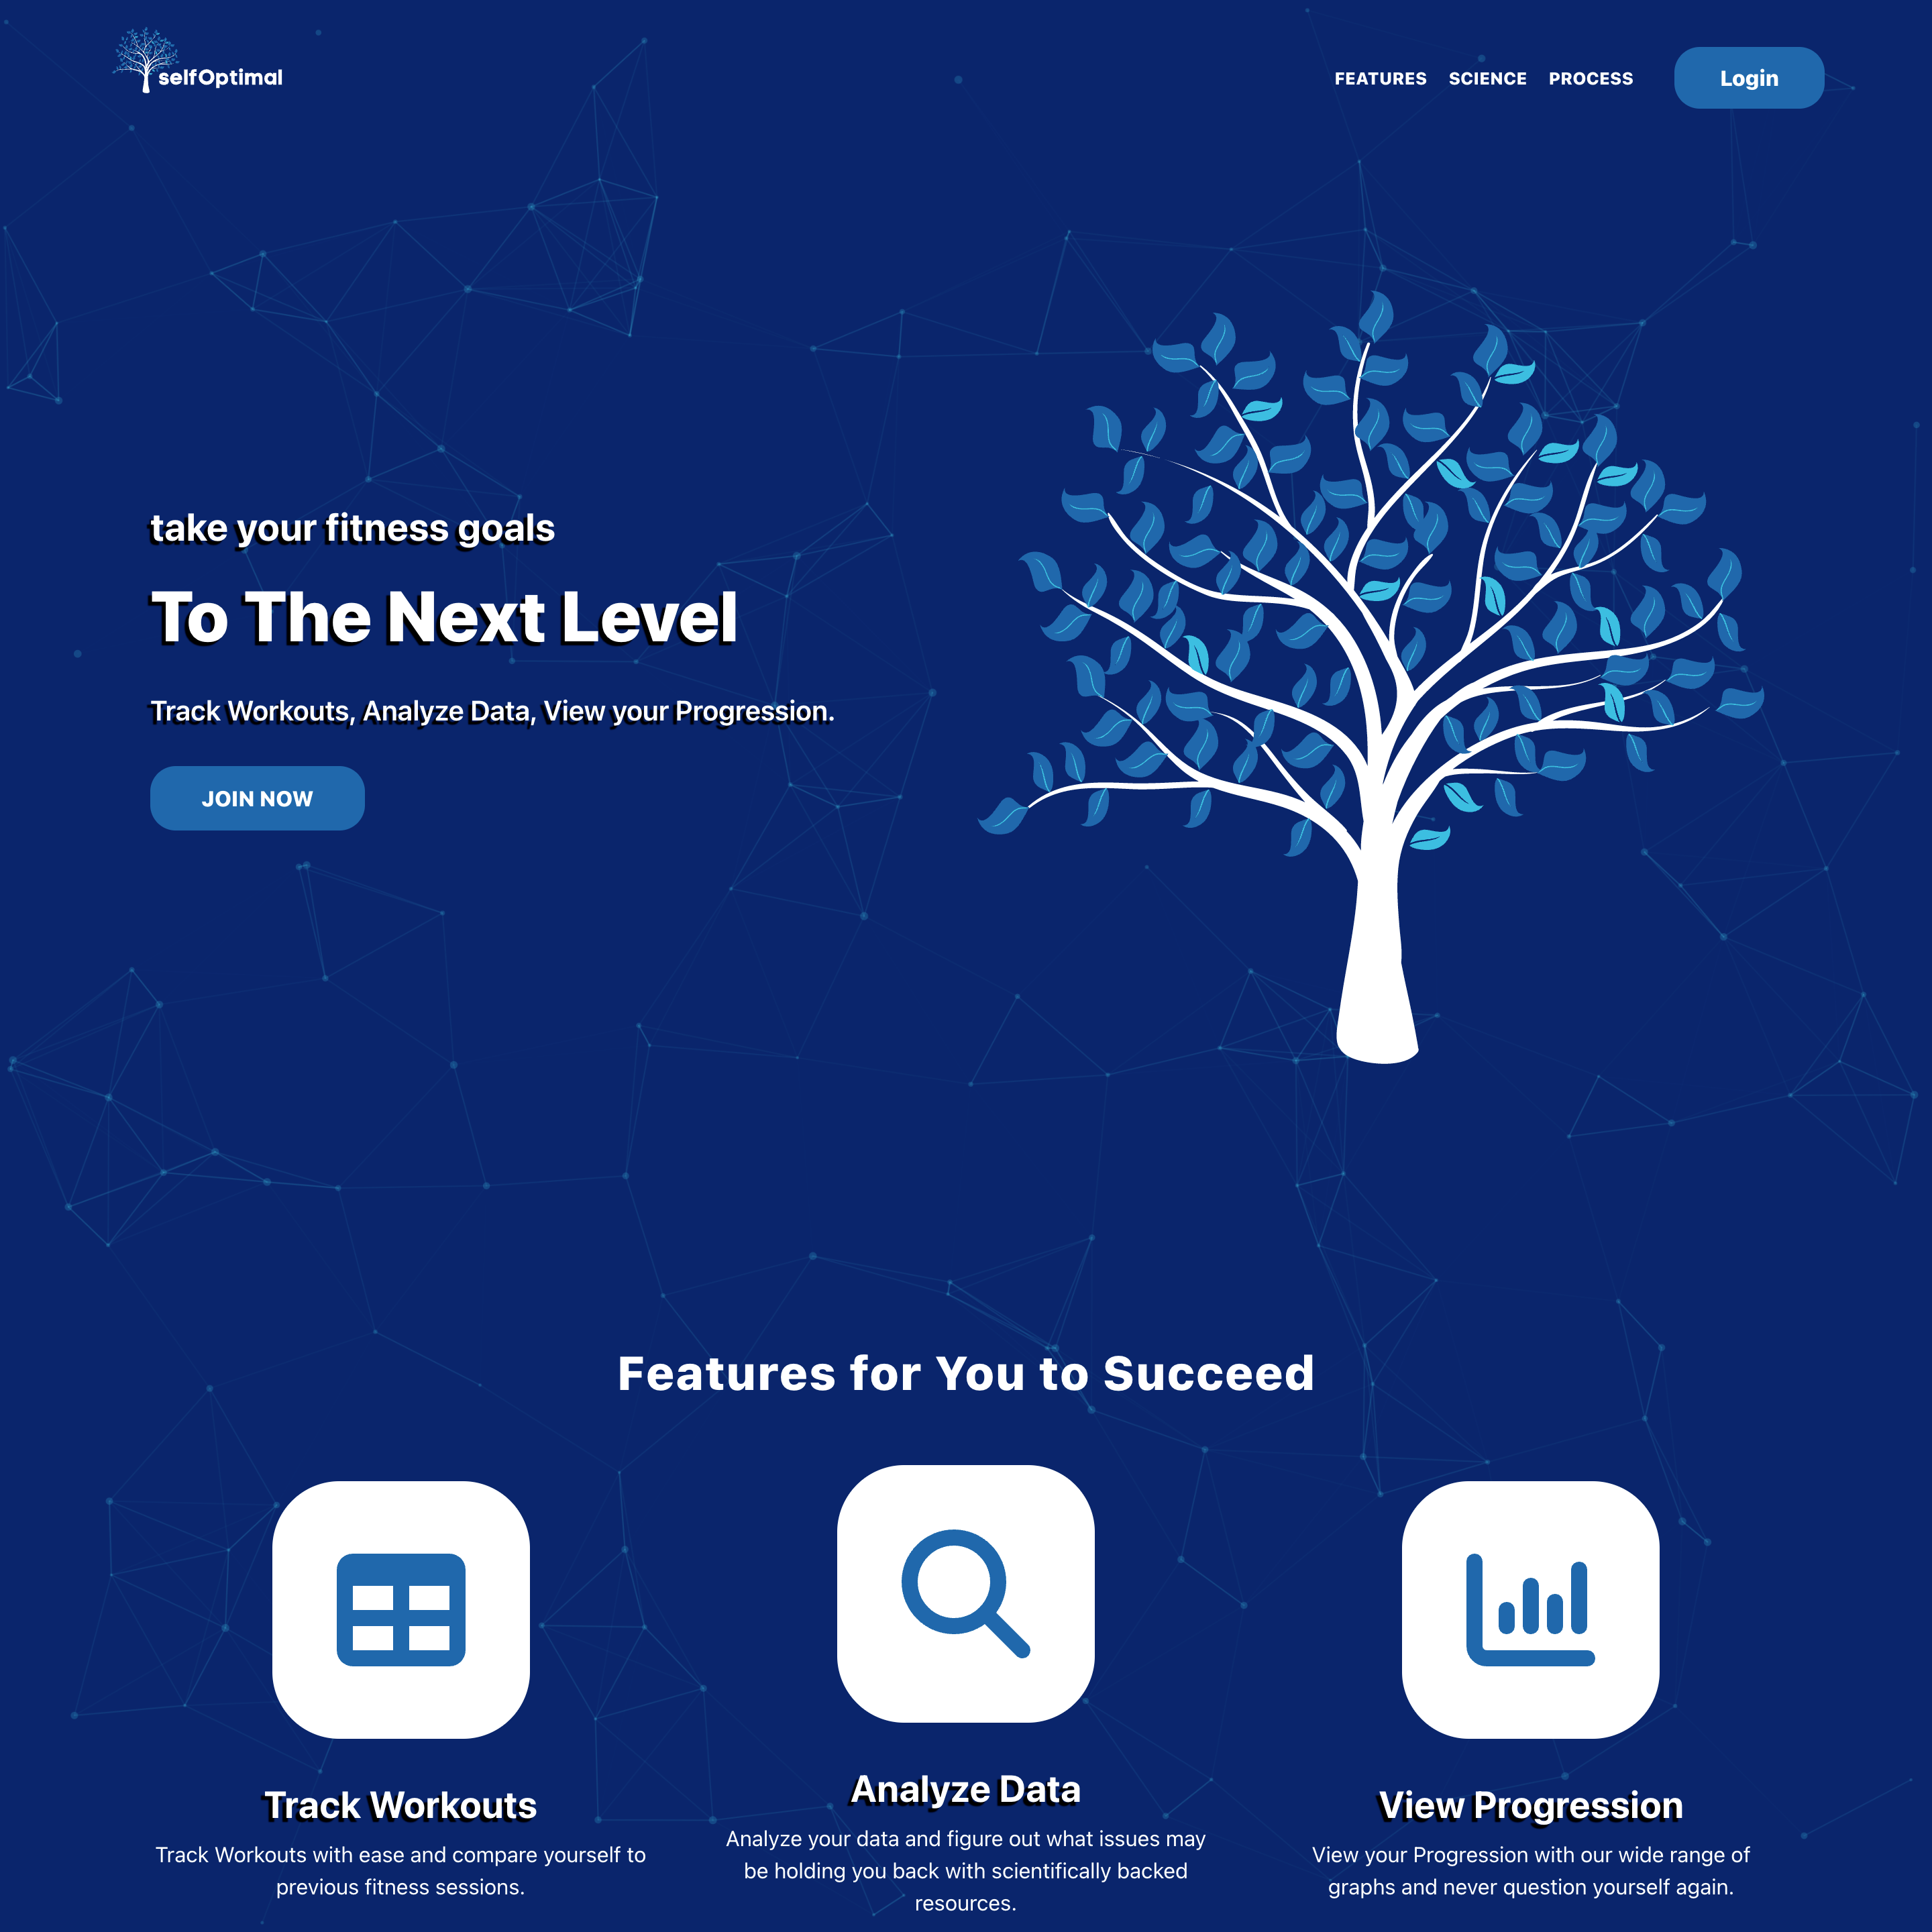 selfOptimal
FEATURES SCIENCE PROCESS Login
take your fitness goals
To The Next Level
Track Workouts, Analyze Data, View your Progression.
JOIN NOW
Features for You to Succeed
Track Workouts
Track Workouts with ease and compare yourself to
previous fitness sessions.
Analyze Data
Analyze your data and figure out what issues may
be holding you back with scientifically backed
resources.
View Progression
View your Progression with our wide range of
graphs and never question yourself again.